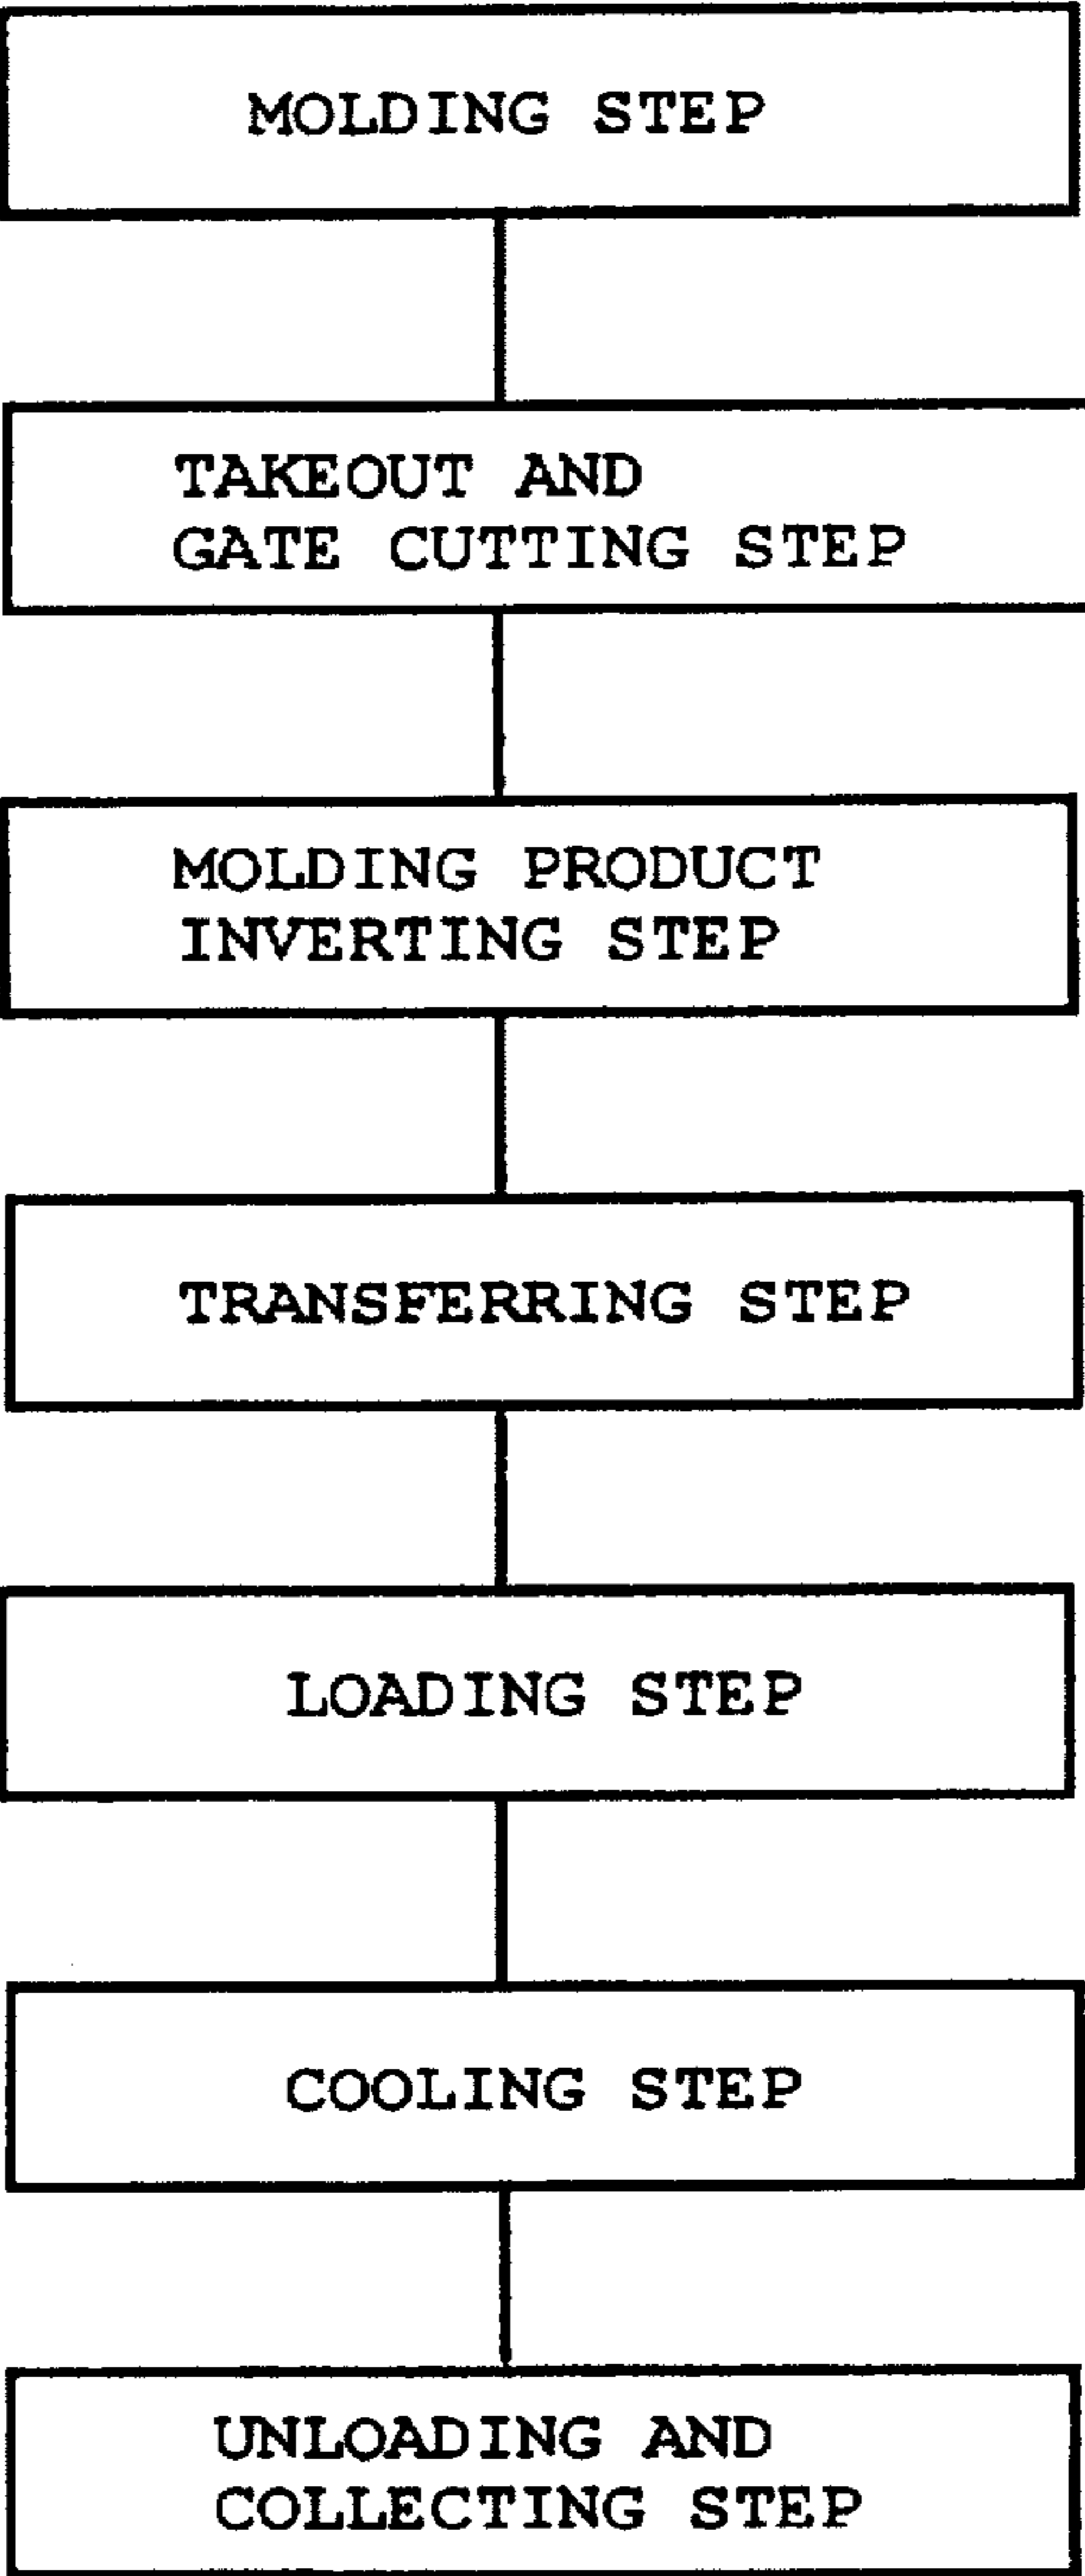 MOLDING STEP
TAKEOUT AND
GATE CUTTING STEP
MOLDING PRODUCT
INVERTING STEP
TRANSFERRING STEP
LOADING STEP
COOLING STEP
UNLOADING AND
COLLECTING STEP